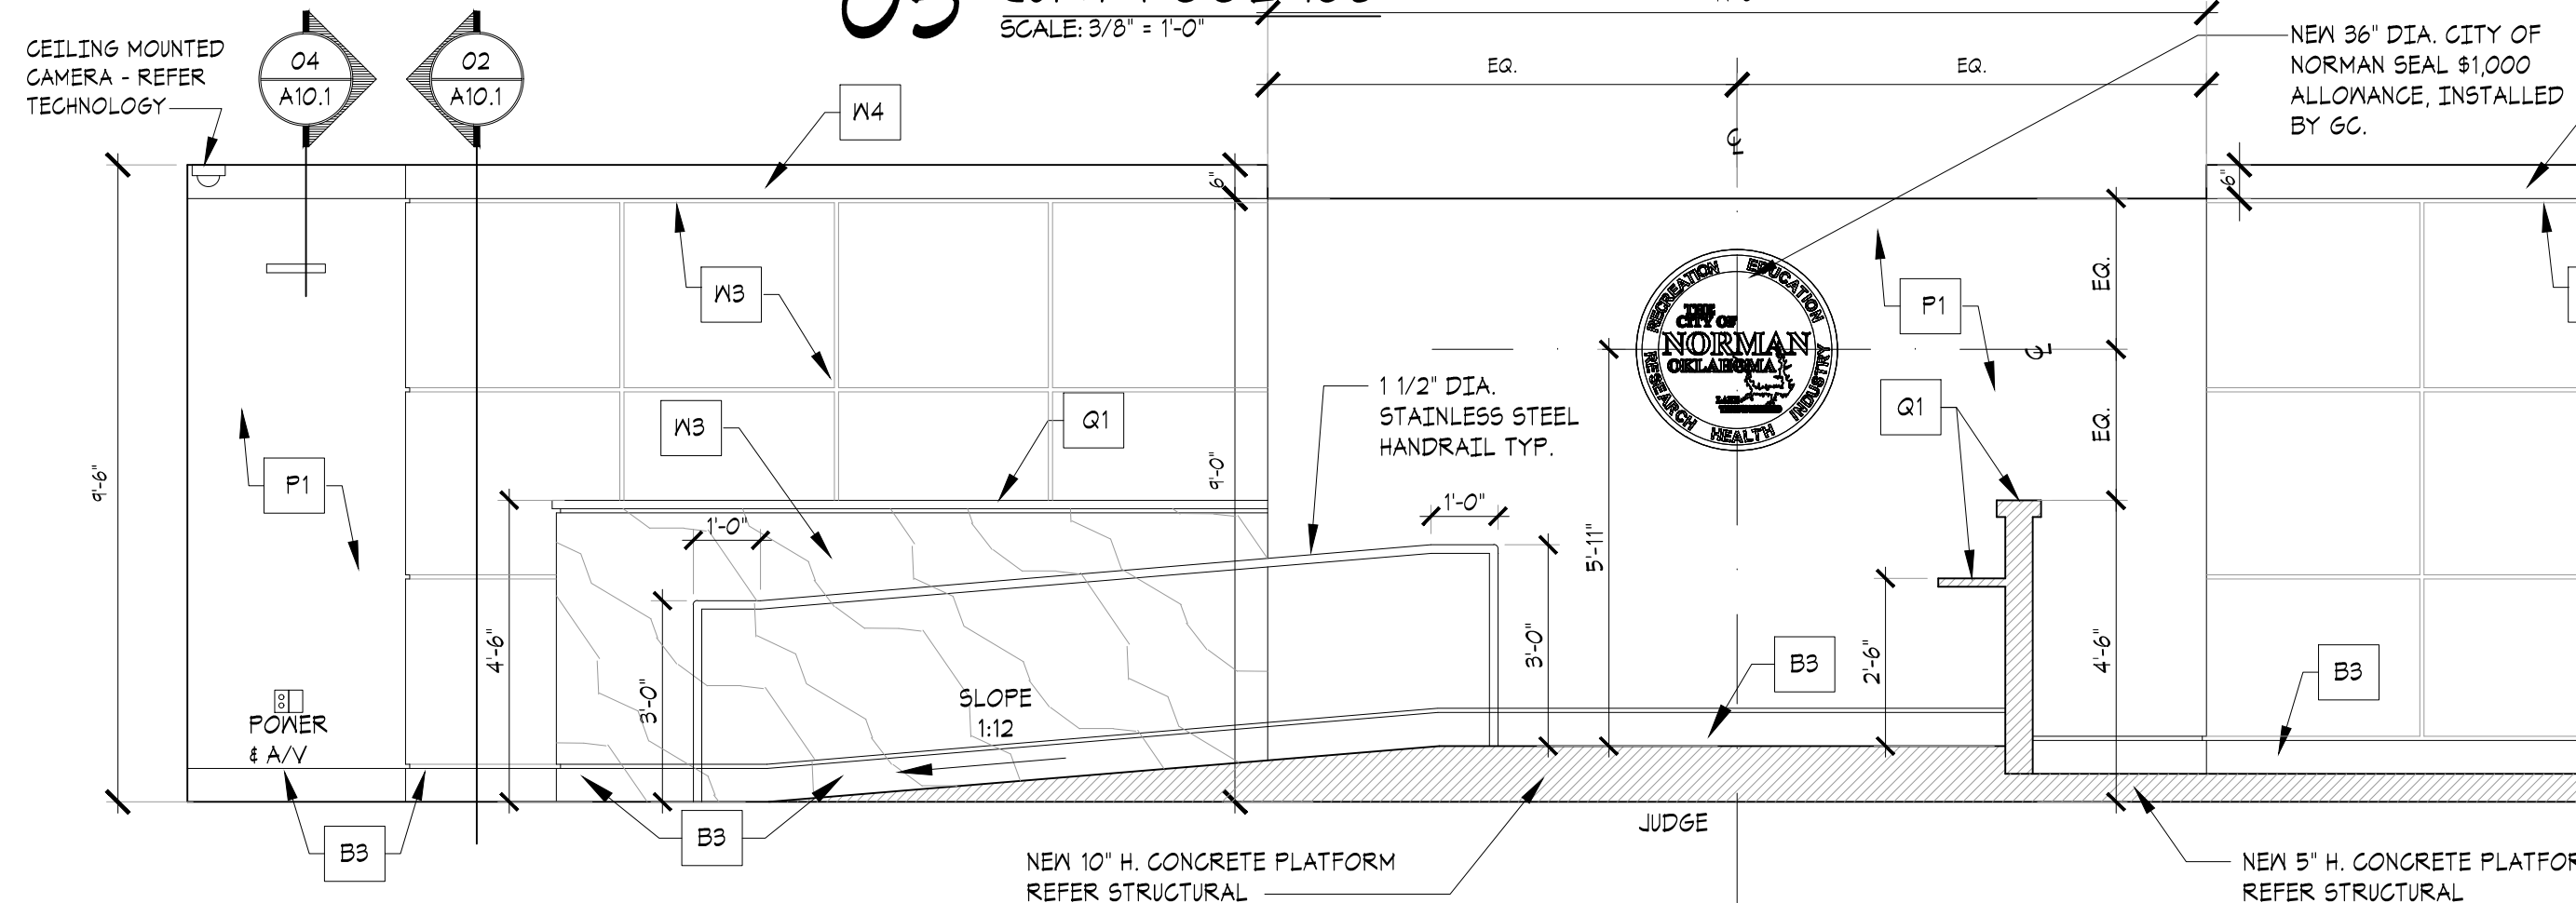 03
SCALE: 3/8" = 1'-0"
CEILING MOUNTED
CAMERA - REFER
TECHNOLOGY
04
A10.1
02
A10.1
W4
EQ.
EQ.
NEW 36" DIA. CITY OF
NORMAN SEAL $1,000
ALLOWANCE, INSTALLED
BY GC.
6"
6"
W3
RECREATION EDUCATION
INDUSTRY
HEALTH
RESEARCH
THE
CITY OF
NORMAN
OKLAHOMA
LAKE
P1
EQ.
EQ.
1 1/2" DIA.
STAINLESS STEEL
HANDRAIL TYP.
Q1
W3
Q1
P1
9'-6"
9'-0"
1'-0"
1'-0"
5'-11"
4'-6"
3'-0"
3'-0"
2'-6"
4'-6"
B3
B3
SLOPE
1:12
POWER
& A/V
B3
B3
JUDGE
NEW 10" H. CONCRETE PLATFORM
REFER STRUCTURAL
NEW 5" H. CONCRETE PLATFOR
REFER STRUCTURAL